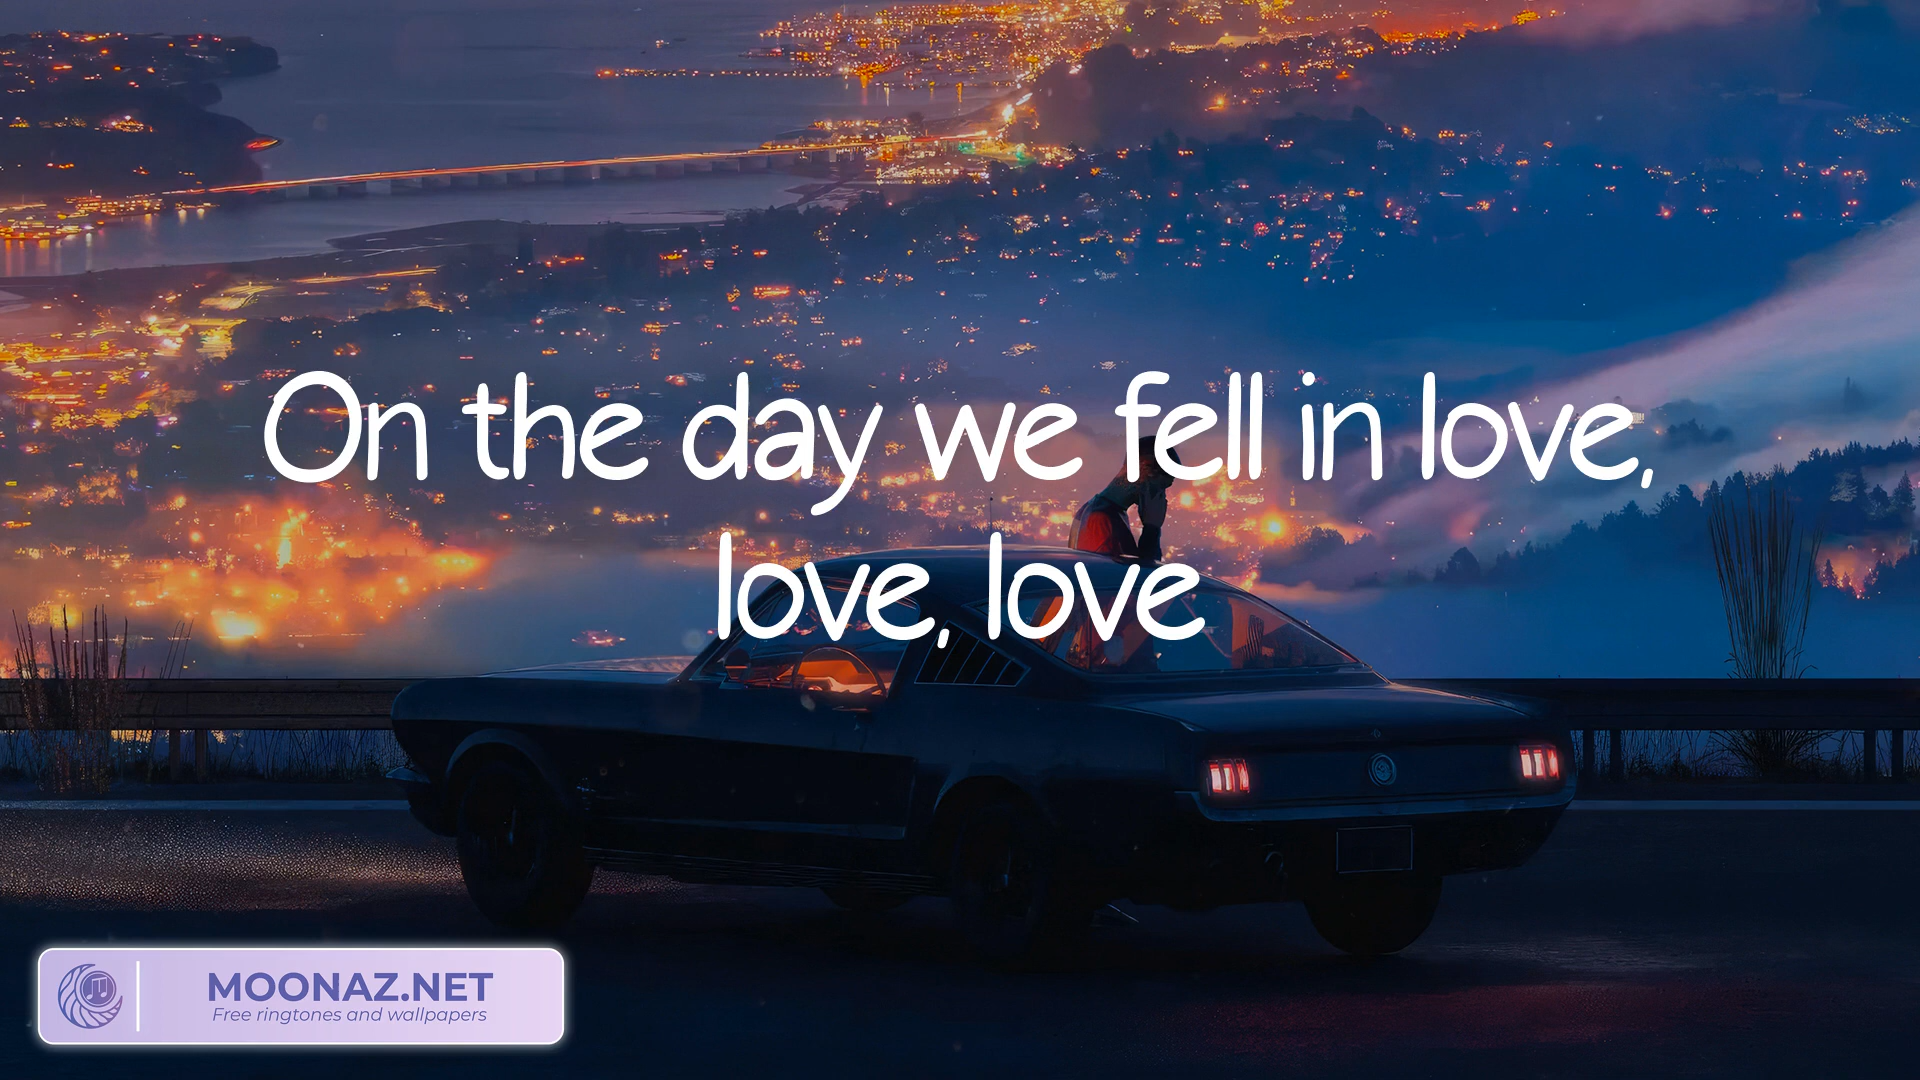 On the day we fell in love,
love, love
MOONAZ.NET
Free ringtones and wallpapers